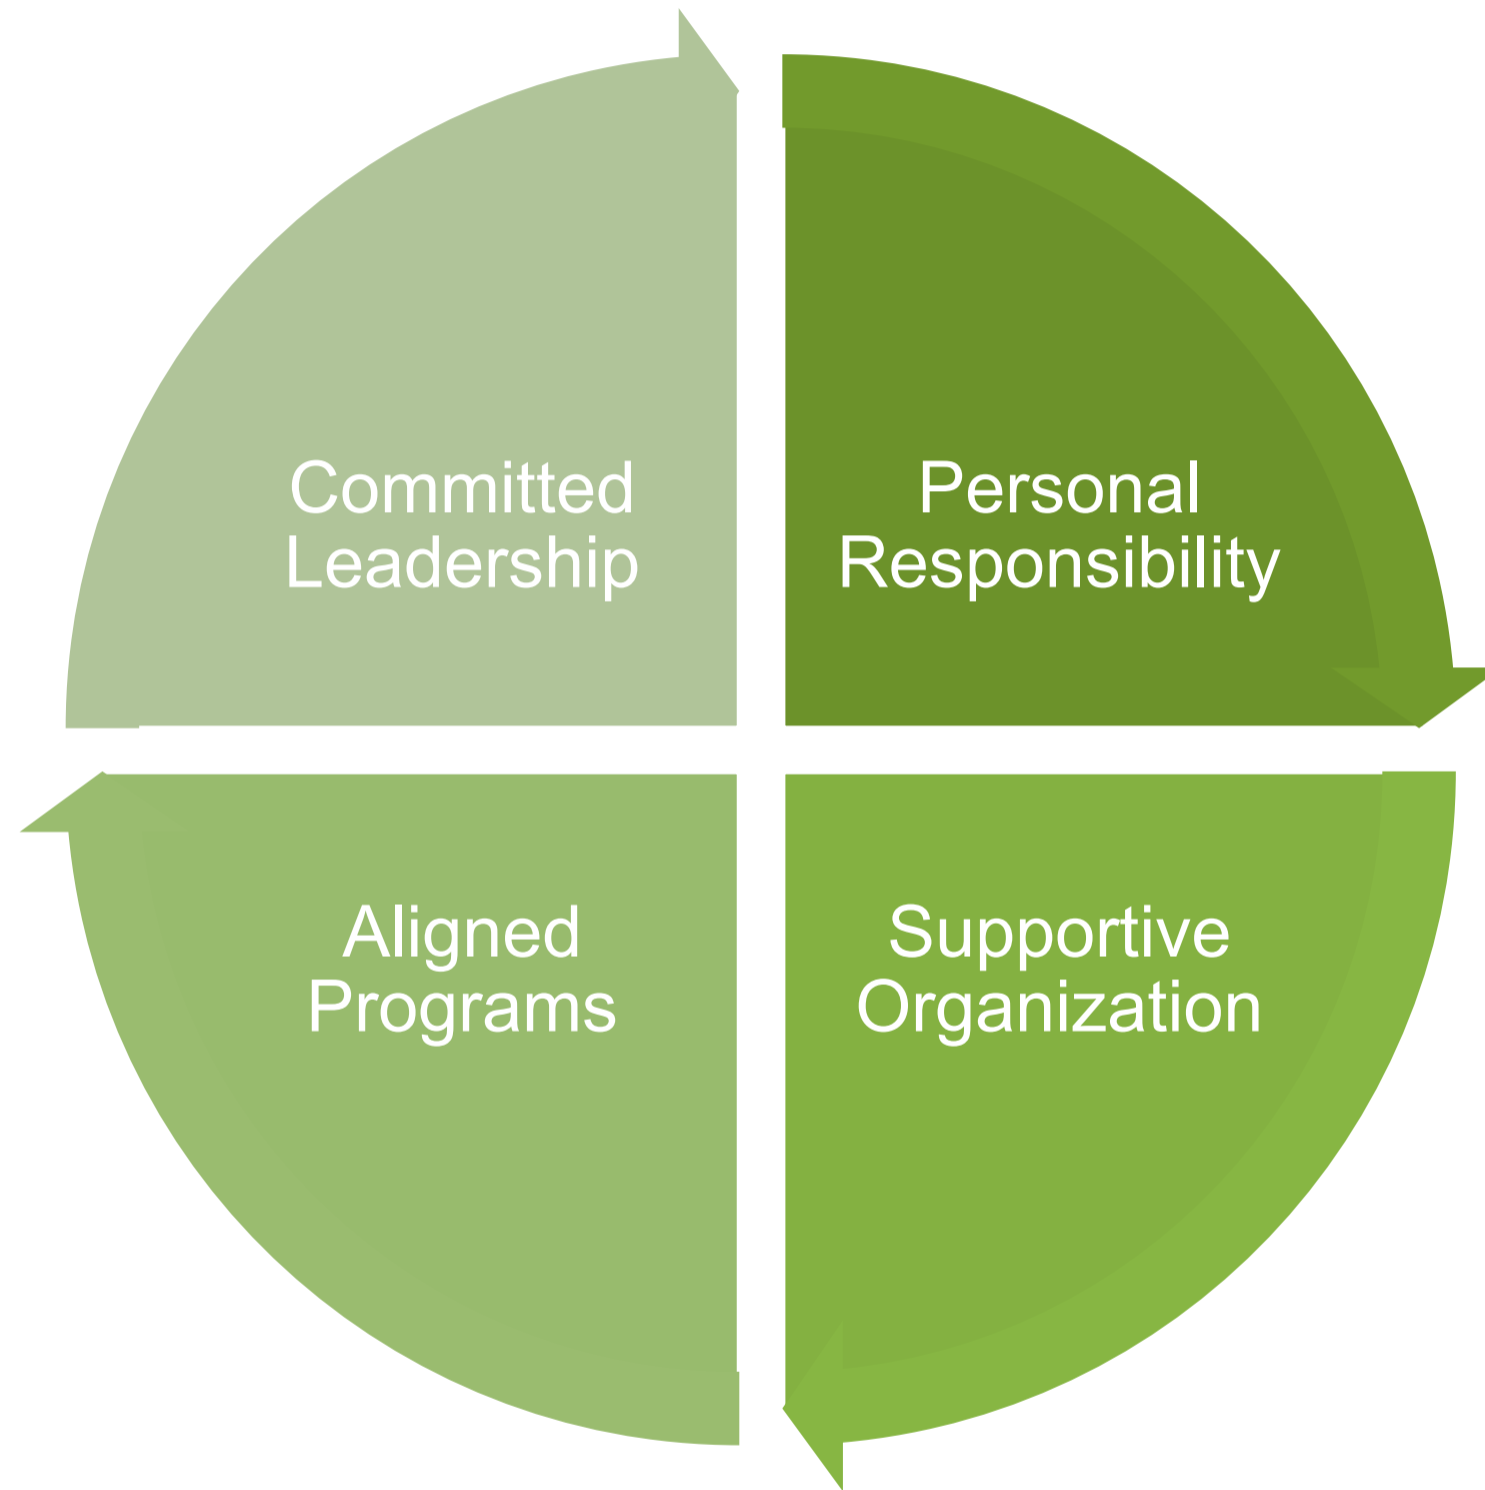 Committed
Leadership
Personal
Responsibility
Aligned
Programs
Supportive
Organization